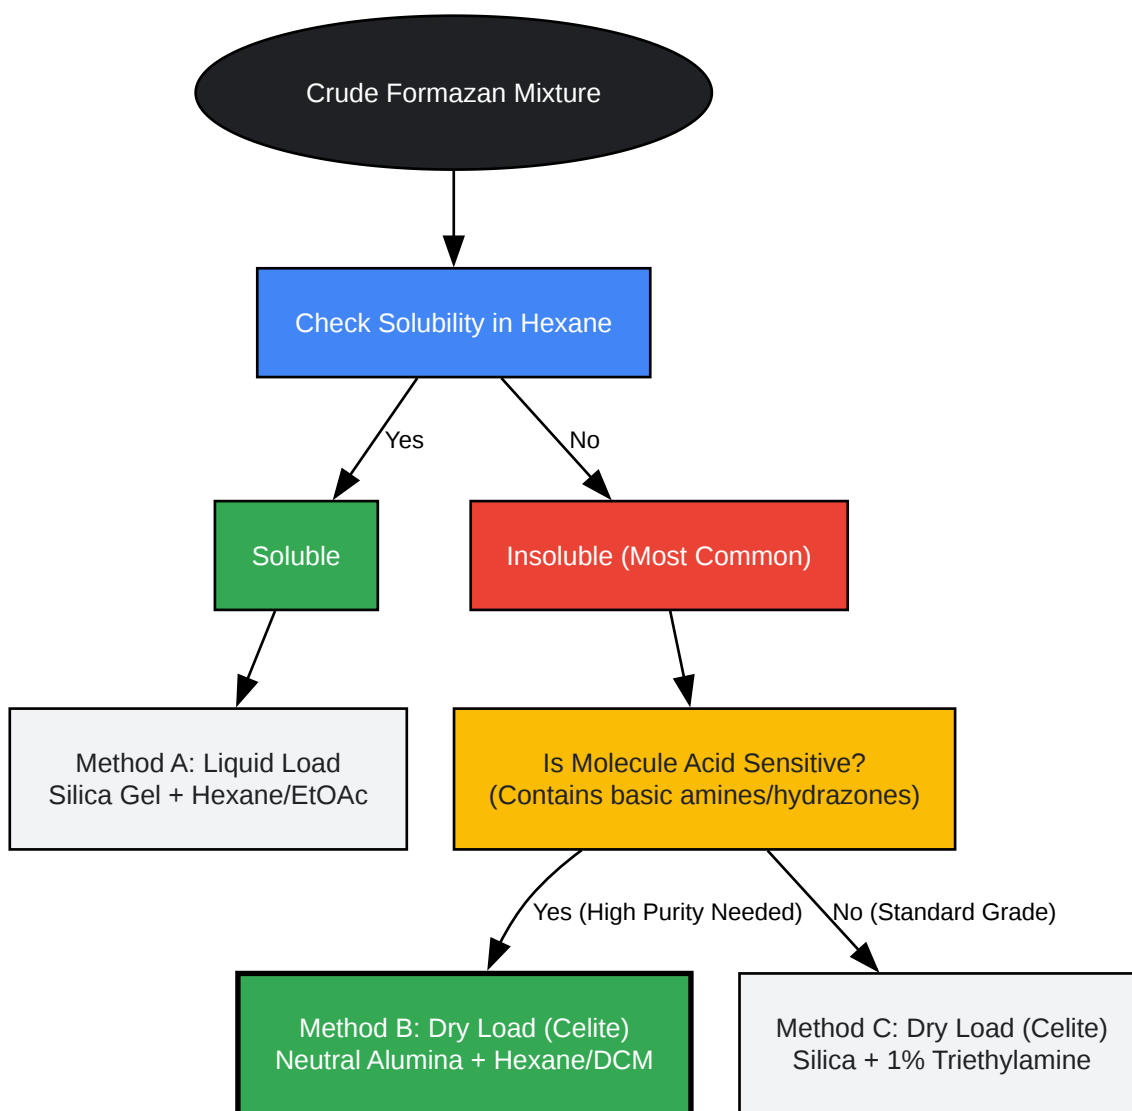 Crude Formazan Mixture
Check Solubility in Hexane
Yes
No
Soluble
Insoluble (Most Common)
Method A: Liquid Load
Silica Gel + Hexane/EtOAc
Is Molecule Acid Sensitive?
(Contains basic amines/hydrazones)
Yes (High Purity Needed)
No (Standard Grade)
Method B: Dry Load (Celite)
Neutral Alumina + Hexane/DCM
Method C: Dry Load (Celite)
Silica + 1% Triethylamine